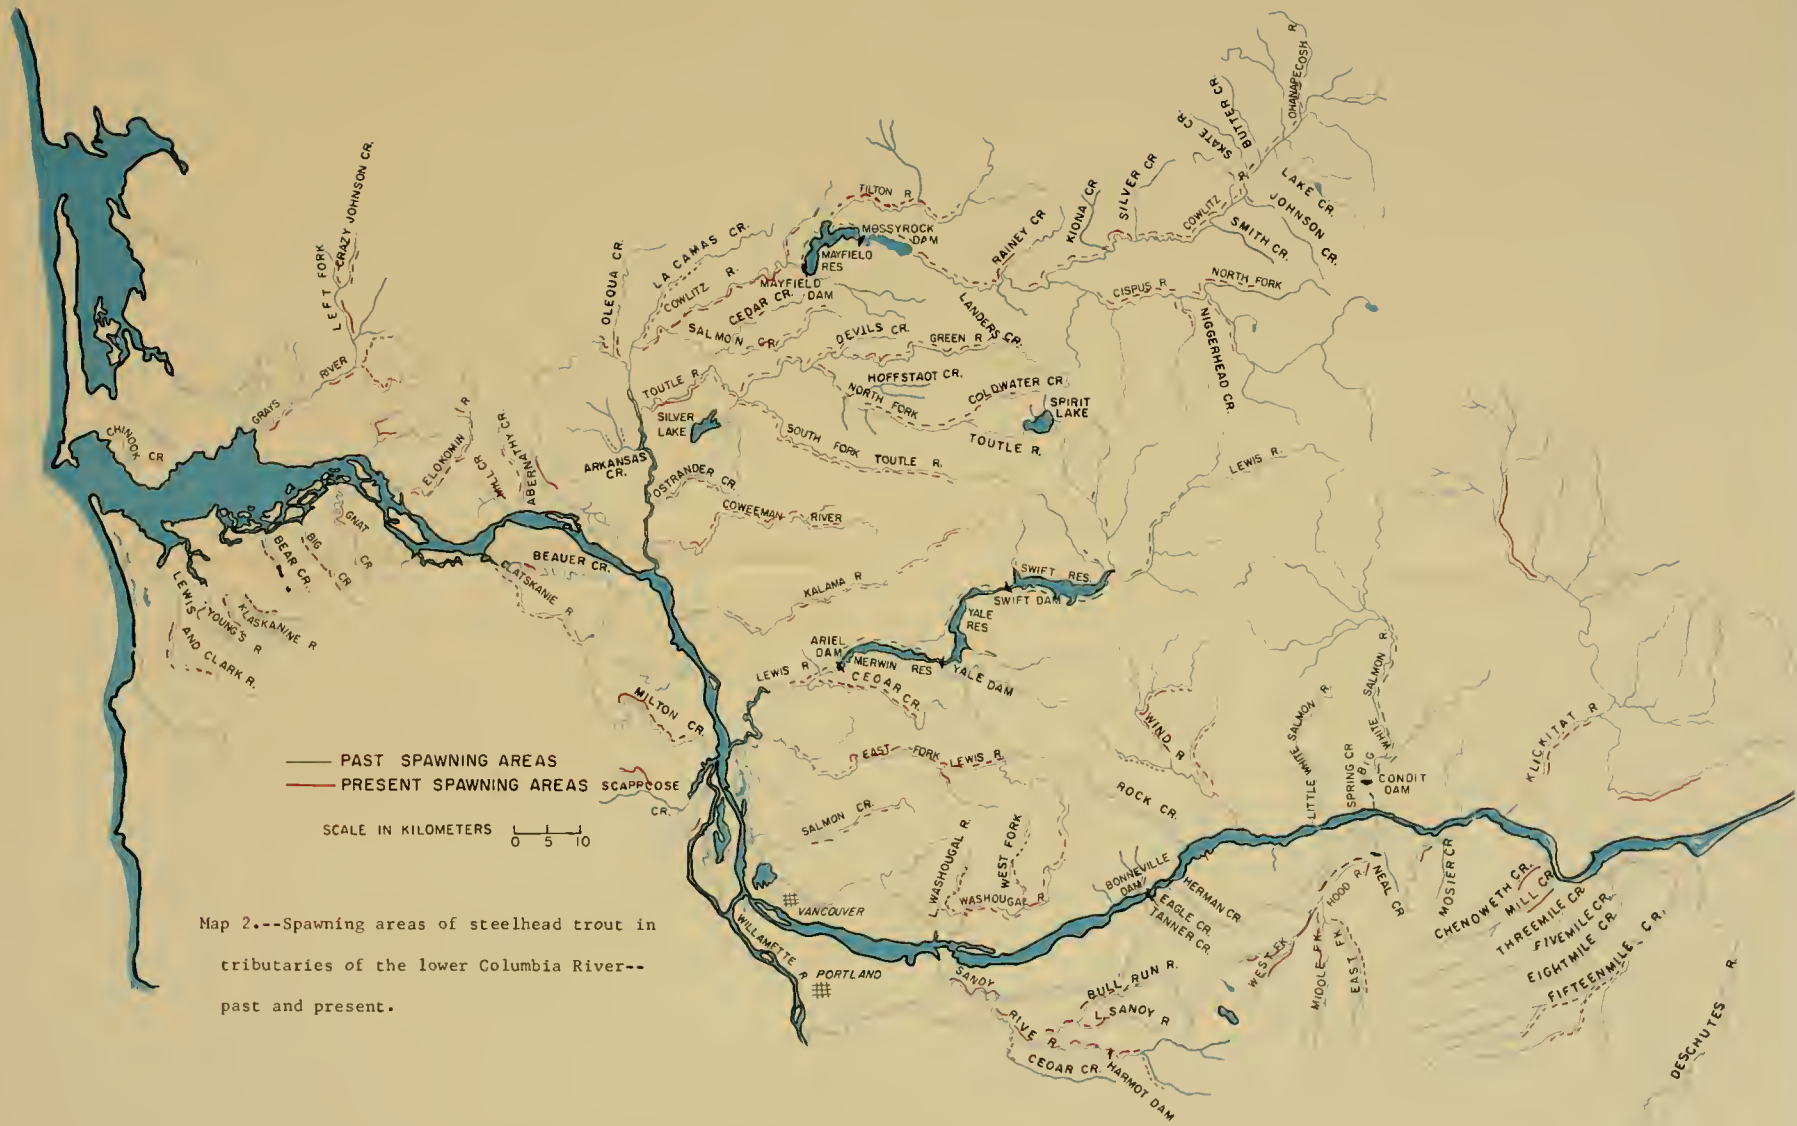 OHANAPECOSH R.
BUTTER CR.
SKATE CR.
LAKE CR.
JOHNSON CR.
SMITH CR.
COWLITZ R
SILVER CR
KIONA CR
RAINEY CR
TILTON R
MOSSYROCK
DAM
MAYFIELD
RES
MAYFIELD
DAM
LA CAMAS CR.
OLEQUA CR.
COWLITZ R.
CEDAR CR.
SALMON CR.
DEVILS CR.
GREEN R
LANDERS CR.
CISPUS R
NORTH FORK
NIGGERHEAD CR.
HOFFSTADT CR.
COLDWATER CR.
NORTH FORK
TOUTLE R.
SPIRIT
LAKE
TOUTLE R.
SILVER
LAKE
SOUTH FORK TOUTLE R.
ARKANSAS
CR.
OSTRANDER CR.
COWEEMAN RIVER
LEFT FORK
CRAZY JOHNSON CR.
GRAYS RIVER
CHINOOK CR
ELOKOMIN R
MILL CR
ABERNATHY CR.
GNAT CR
BIG CR
BEAR CR.
KLASKANINE R
YOUNG'S R
LEWIS AND CLARK R.
CLATSKANIE R
BEAUER CR.
KALAMA R
LEWIS R.
SWIFT RES.
SWIFT DAM
YALE
RES
YALE DAM
ARIEL
DAM
MERWIN RES
LEWIS R
CEDAR CR.
EAST FORK LEWIS R.
MILTON CR.
SCAPPOOSE
CR.
SALMON CR.
L. WASHOUGAL R.
WEST FORK
WASHOUGAL R
WIND R
ROCK CR.
LITTLE WHITE SALMON R
SPRING CR
BIG WHITE SALMON R.
CONDIT
DAM
KLICKITAT R
BONNEVILLE
DAM
HERMAN CR.
EAGLE CR.
TANNER CR.
WEST FK
MIDDLE FK
EAST FK
HOOD R.
NEAL CR
MOSIER CR
CHENOWETH CR.
MILL CR
THREEMILE CR
FIVEMILE CR.
EIGHTMILE CR.
FIFTEENMILE CR.
DESCHUTES R.
VANCOUVER
WILLAMETTE R
PORTLAND
SANDY RIVER
BULL RUN R.
L. SANDY R
CEDAR CR.
HARMOT DAM
PAST SPAWNING AREAS
PRESENT SPAWNING AREAS
SCALE IN KILOMETERS
0 5 10
Map 2.--Spawning areas of steelhead trout in
tributaries of the lower Columbia River--
past and present.